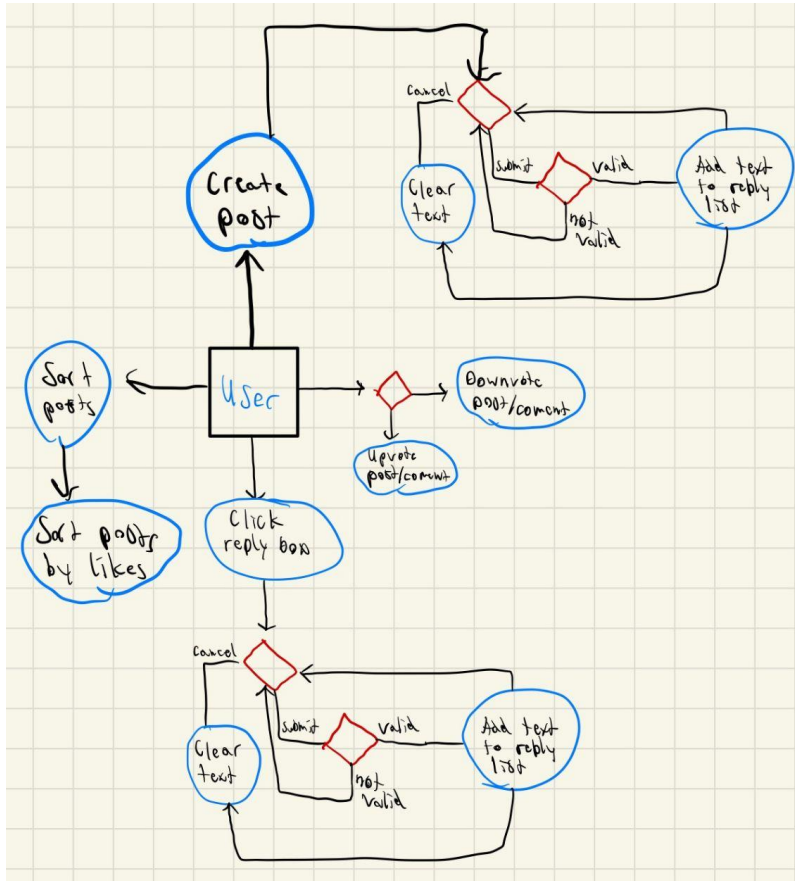 Create
post
cancel
submit
valid
not
valid
Clear
text
Add text
to reply
list
Sort
posts
User
Downvote
post/coment
Upvote
post/coment
Sort posts
by likes
Click
reply box
cancel
submit
valid
not
valid
Clear
text
Add text
to reply
list